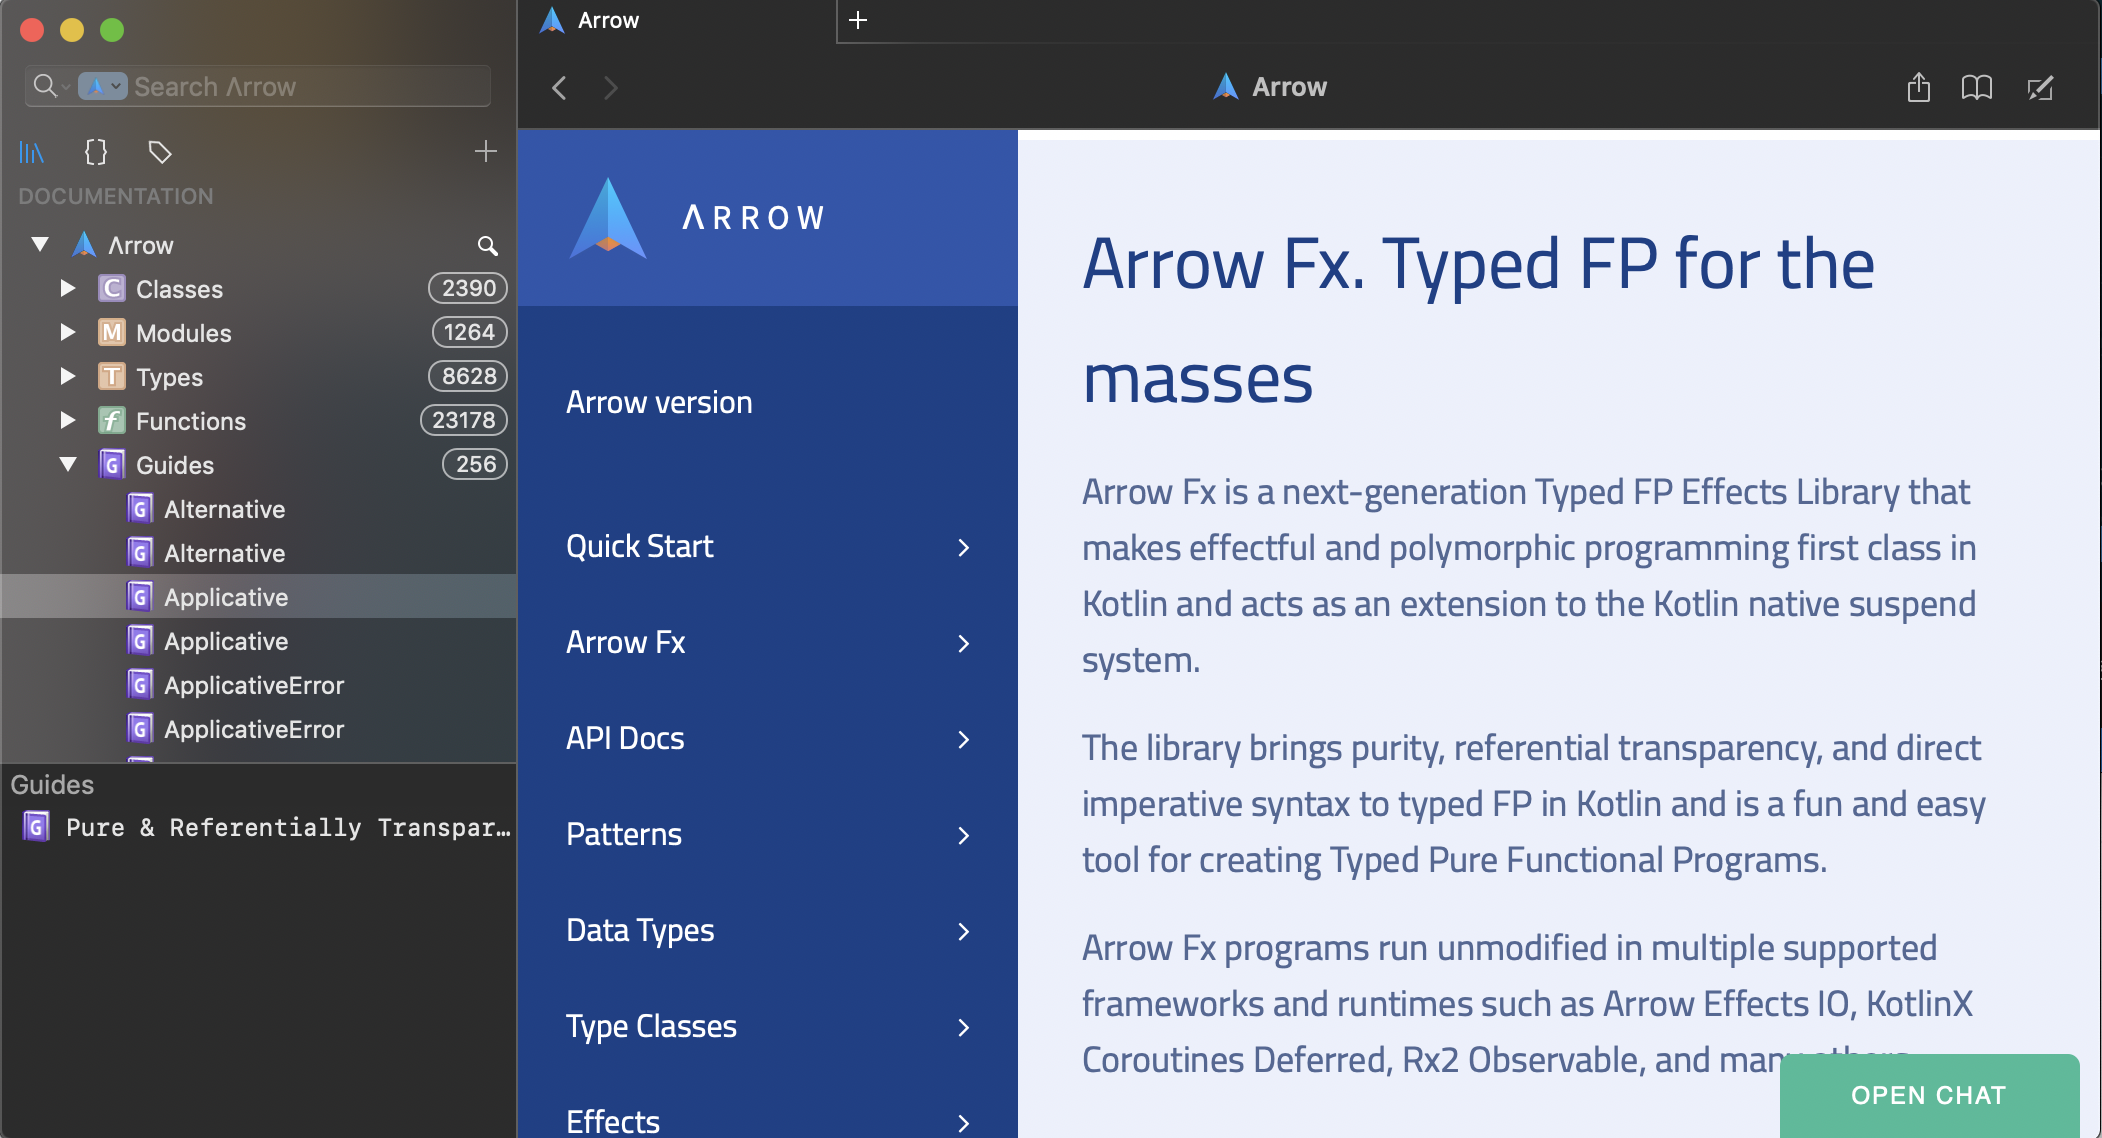 Arrow
Search Λrrow
Arrow
DOCUMENTATION
Λrrow
C Classes 2390
M Modules 1264
T Types 8628
f Functions 23178
G Guides 256
G Alternative
G Alternative
G Applicative
G Applicative
G ApplicativeError
G ApplicativeError
Guides
G Pure & Referentially Transpar…
ΛRROW
Arrow version
Quick Start
Arrow Fx
API Docs
Patterns
Data Types
Type Classes
Effects
Arrow Fx. Typed FP for the
masses
Arrow Fx is a next-generation Typed FP Effects Library that
makes effectful and polymorphic programming first class in
Kotlin and acts as an extension to the Kotlin native suspend
system.
The library brings purity, referential transparency, and direct
imperative syntax to typed FP in Kotlin and is a fun and easy
tool for creating Typed Pure Functional Programs.
Arrow Fx programs run unmodified in multiple supported
frameworks and runtimes such as Arrow Effects IO, KotlinX
Coroutines Deferred, Rx2 Observable, and many others.
OPEN CHAT